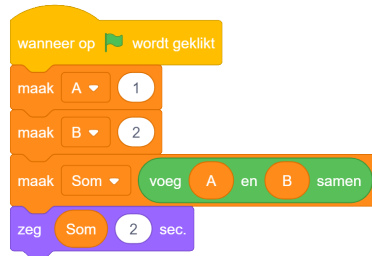 wanneer op wordt geklikt
maak A 1
maak B 2
maak Som voeg A en B samen
zeg Som 2 sec.